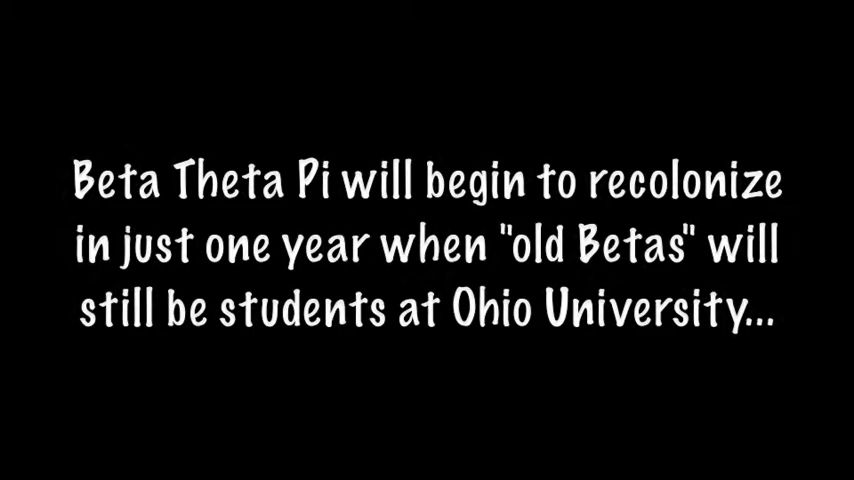 Beta Theta Pi will begin to recolonize
in just one year when "old Betas" will
still be students at Ohio University...